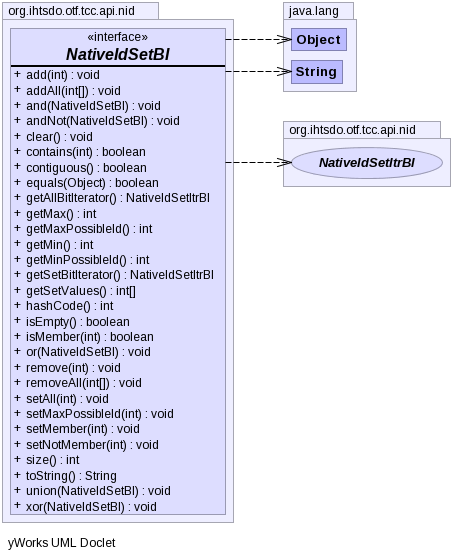 org.ihtsdo.otf.tcc.api.nid
«interface»
NativeIdSetBI
+ add(int) : void
+ addAll(int[]) : void
+ and(NativeIdSetBI) : void
+ andNot(NativeIdSetBI) : void
+ clear() : void
+ contains(int) : boolean
+ contiguous() : boolean
+ equals(Object) : boolean
+ getAllBitIterator() : NativeIdSetItrBI
+ getMax() : int
+ getMaxPossibleId() : int
+ getMin() : int
+ getMinPossibleId() : int
+ getSetBitIterator() : NativeIdSetItrBI
+ getSetValues() : int[]
+ hashCode() : int
+ isEmpty() : boolean
+ isMember(int) : boolean
+ or(NativeIdSetBI) : void
+ remove(int) : void
+ removeAll(int[]) : void
+ setAll(int) : void
+ setMaxPossibleId(int) : void
+ setMember(int) : void
+ setNotMember(int) : void
+ size() : int
+ toString() : String
+ union(NativeIdSetBI) : void
+ xor(NativeIdSetBI) : void
java.lang
Object
String
org.ihtsdo.otf.tcc.api.nid
NativeIdSetItrBI
yWorks UML Doclet